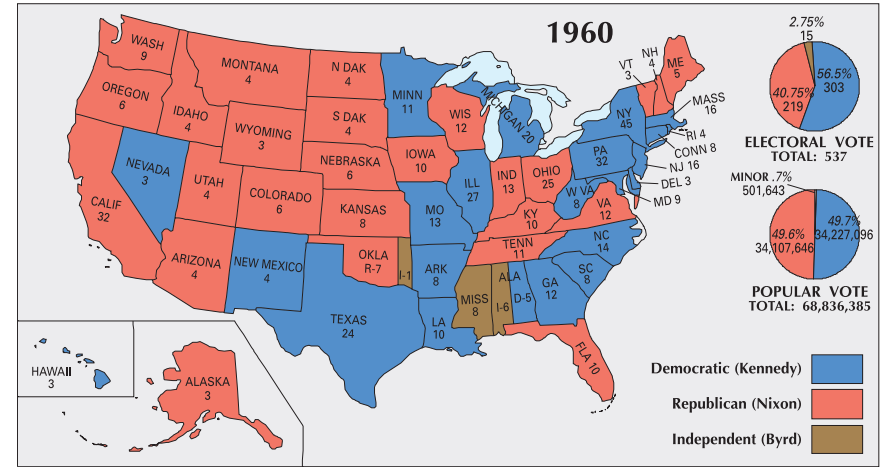 1960
WASH
9
OREGON
6
CALIF
32
NEVADA
3
IDAHO
4
MONTANA
4
WYOMING
3
UTAH
4
ARIZONA
4
COLORADO
6
NEW MEXICO
4
N DAK
4
S DAK
4
NEBRASKA
6
KANSAS
8
OKLA
R-7
I-1
TEXAS
24
MINN
11
IOWA
10
MO
13
ARK
8
LA
10
WIS
12
ILL
27
MICHIGAN 20
IND
13
OHIO
25
KY
10
TENN
11
MISS
8
ALA
I-6
D-5
GA
12
FLA 10
SC
8
NC
14
VA
12
W VA
8
PA
32
NY
45
VT
3
NH
4
ME
5
MASS
16
RI 4
CONN 8
NJ 16
DEL 3
MD 9
HAWAII
3
ALASKA
3
2.75%
15
56.5%
303
40.75%
219
ELECTORAL VOTE
TOTAL: 537
MINOR .7%
501,643
49.7%
34,227,096
49.6%
34,107,646
POPULAR VOTE
TOTAL: 68,836,385
Democratic (Kennedy)
Republican (Nixon)
Independent (Byrd)